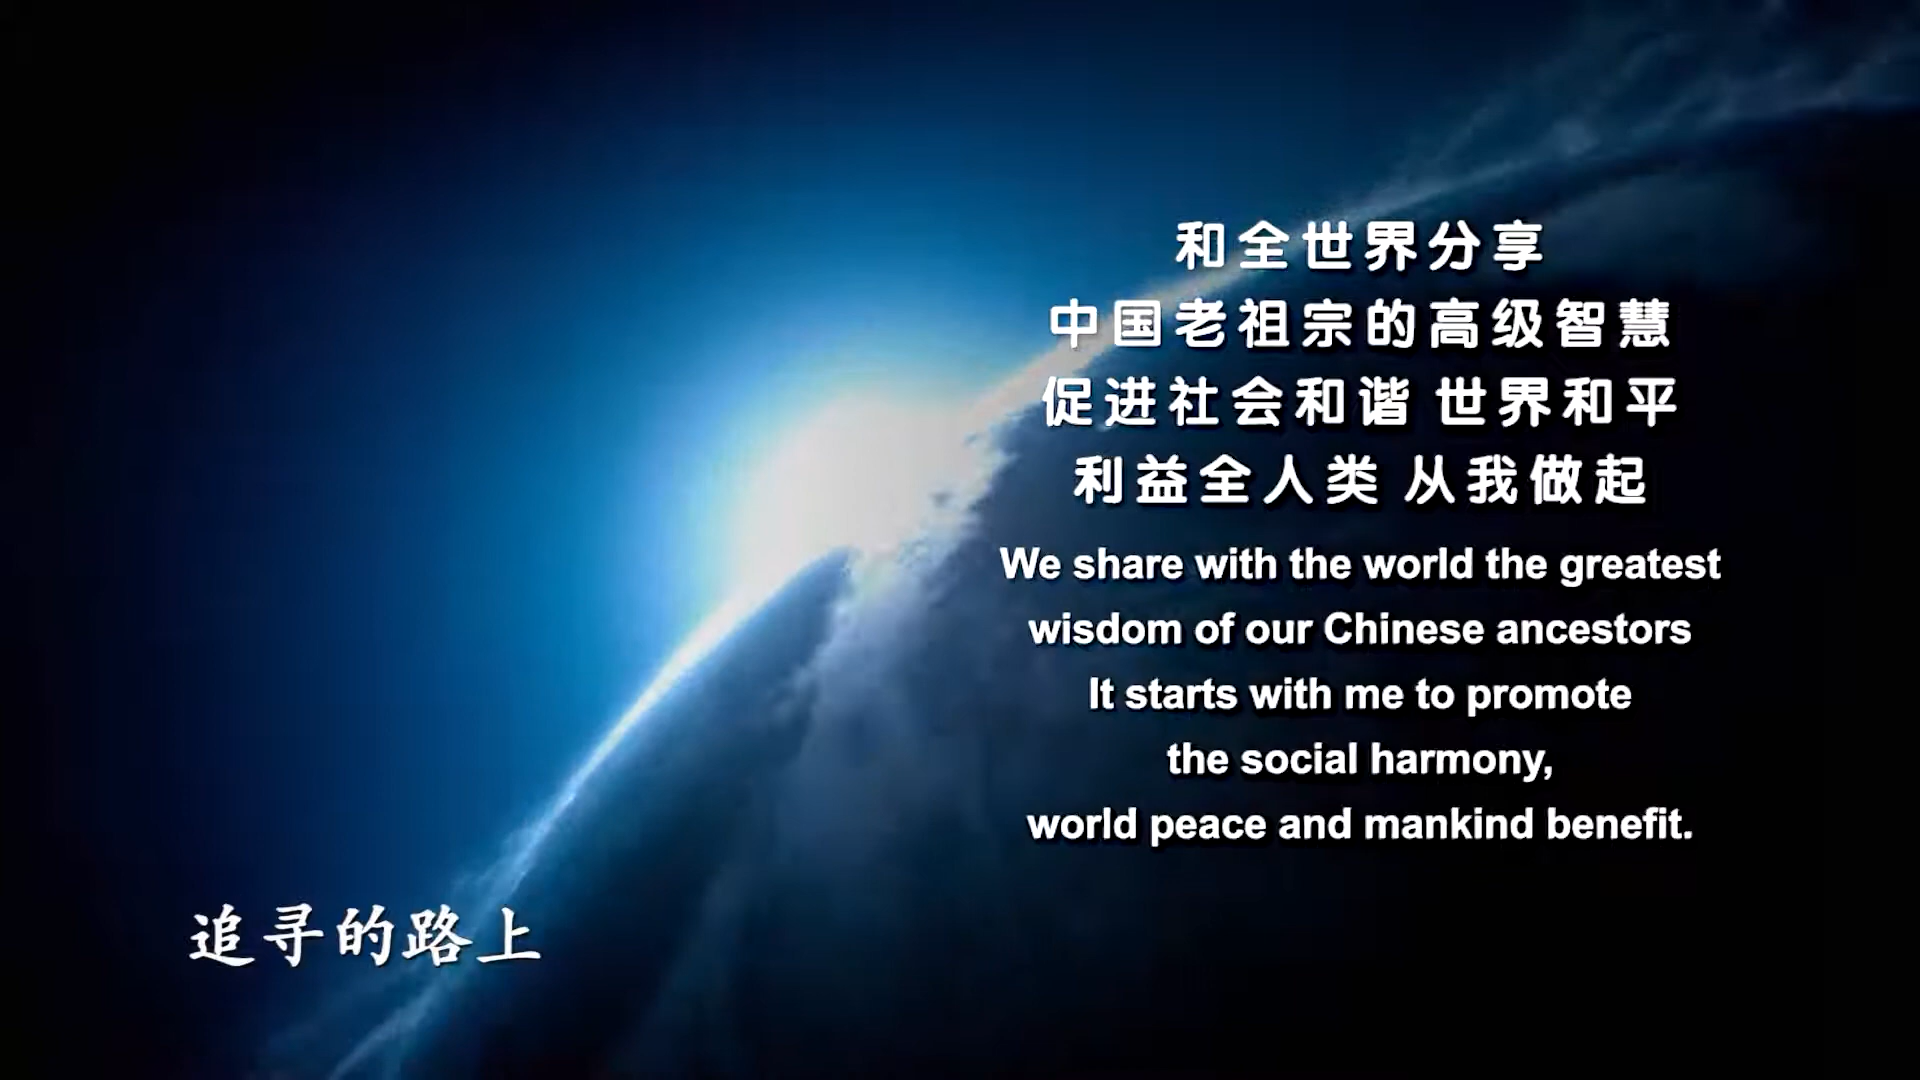 和全世界分享
中国老祖宗的高级智慧
促进社会和谐 世界和平
利益全人类 从我做起
We share with the world the greatest
wisdom of our Chinese ancestors
It starts with me to promote
the social harmony,
world peace and mankind benefit.
追寻的路上